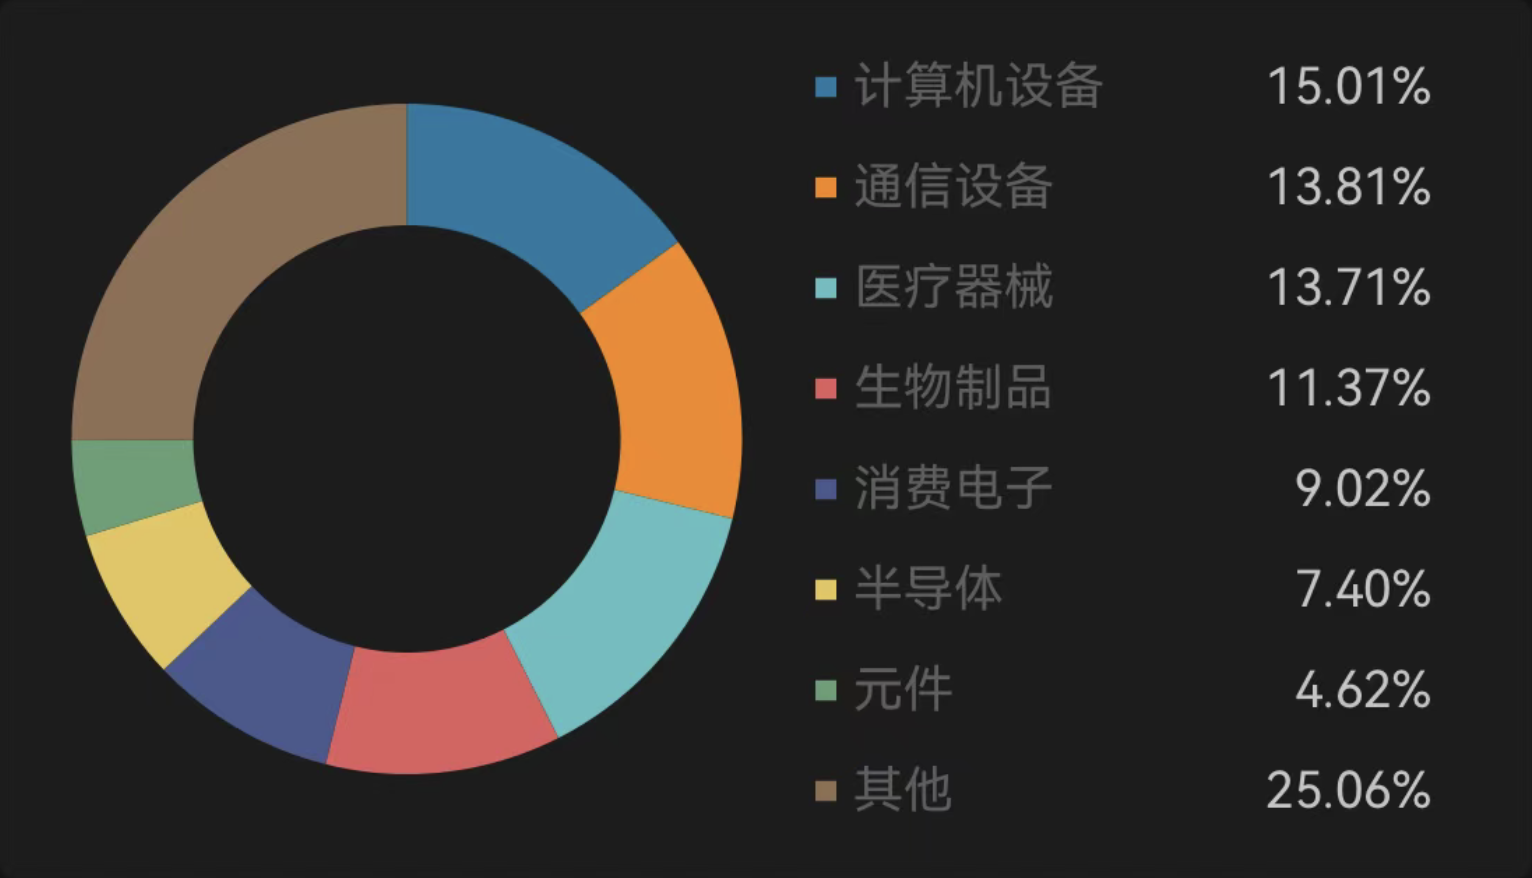 计算机设备 15.01%
通信设备 13.81%
医疗器械 13.71%
生物制品 11.37%
消费电子 9.02%
半导体 7.40%
元件 4.62%
其他 25.06%